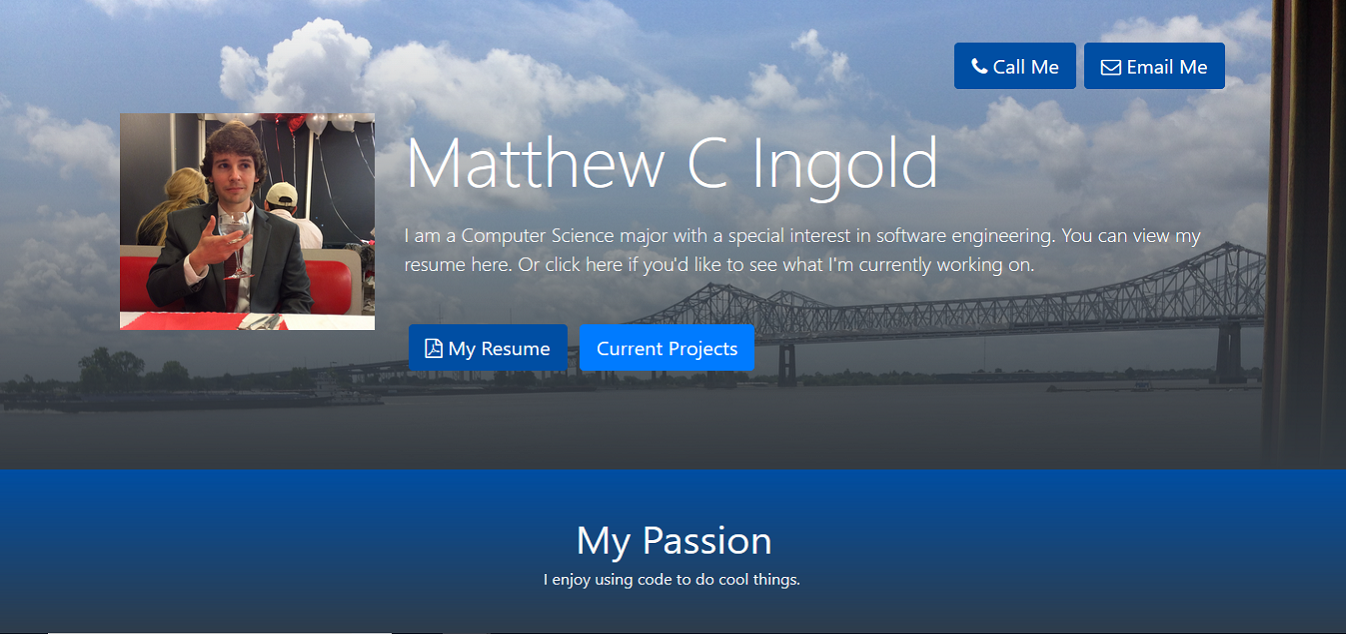 Call Me
Email Me
Matthew C Ingold
I am a Computer Science major with a special interest in software engineering. You can view my
resume here. Or click here if you'd like to see what I'm currently working on.
My Resume
Current Projects
My Passion
I enjoy using code to do cool things.